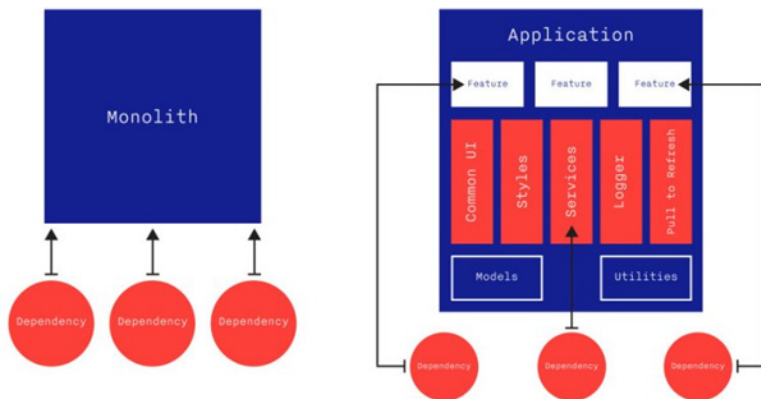 Monolith
Dependency
Dependency
Dependency
Application
Feature
Feature
Feature
Common UI
Styles
Services
Logger
Pull to Refresh
Models
Utilities
Dependency
Dependency
Dependency